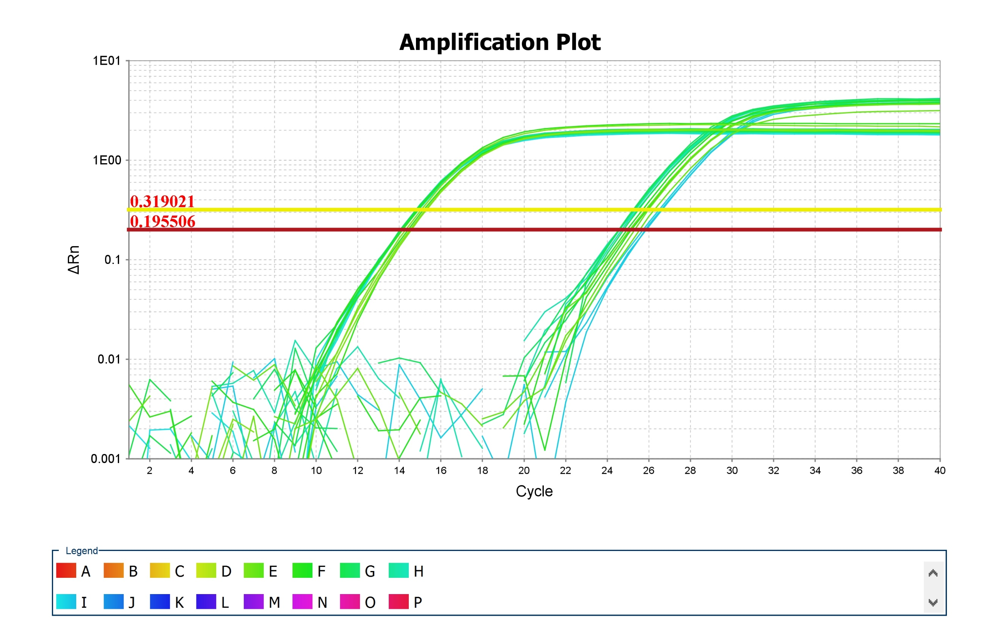 Amplification Plot
1E01
1E00
0.319021
0.195506
0.1
0.01
0.001
ΔRn
2 4 6 8 10 12 14 16 18 20 22 24 26 28 30 32 34 36 38 40
Cycle
Legend
A B C D E F G H
I J K L M N O P